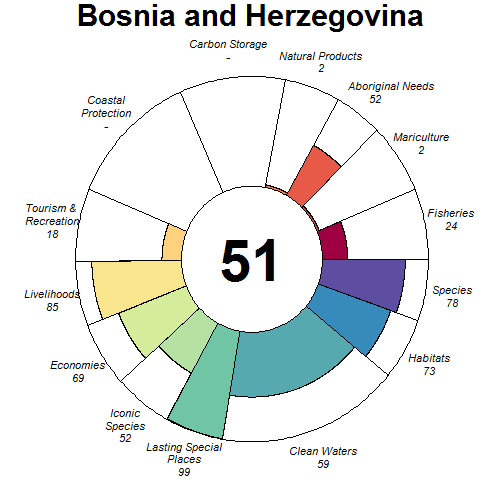 Bosnia and Herzegovina
Carbon Storage
-
Natural Products
2
Aboriginal Needs
52
Mariculture
2
Fisheries
24
Species
78
Habitats
73
Clean Waters
59
Lasting Special
Places
99
Iconic
Species
52
Economies
69
Livelihoods
85
Tourism &
Recreation
18
Coastal
Protection
-
51